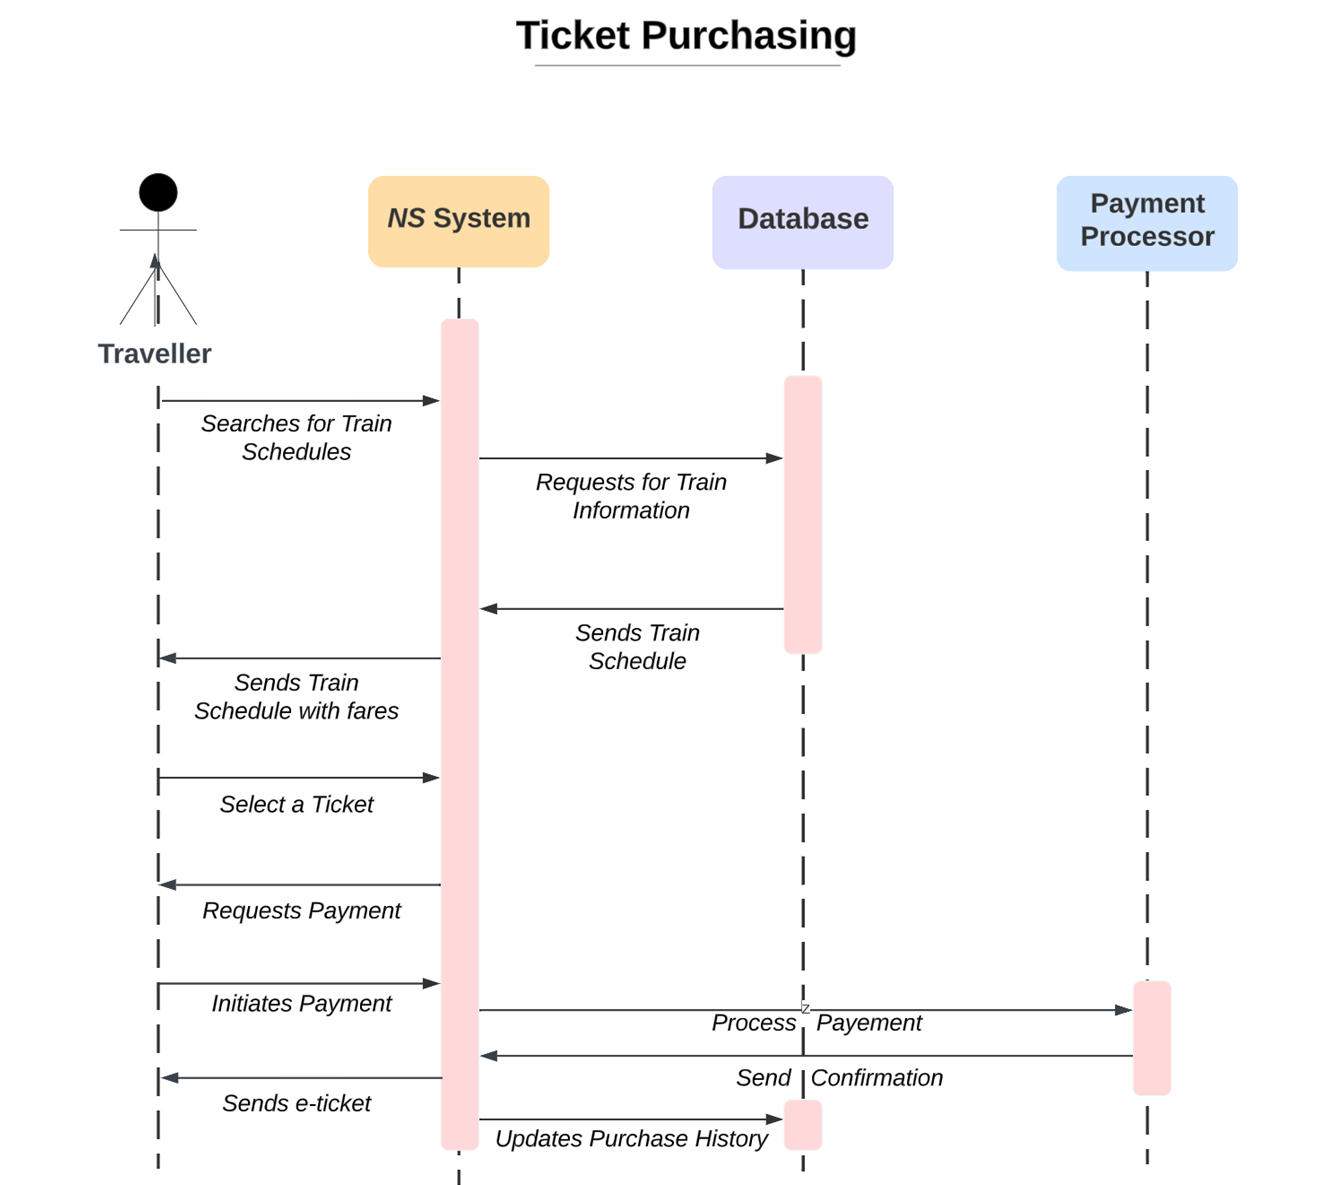 Ticket Purchasing
NS System
Database
Payment
Processor
Traveller
Searches for Train
Schedules
Requests for Train
Information
Sends Train
Schedule
Sends Train
Schedule with fares
Select a Ticket
Requests Payment
Initiates Payment
z
Process Payement
Send Confirmation
Sends e-ticket
Updates Purchase History